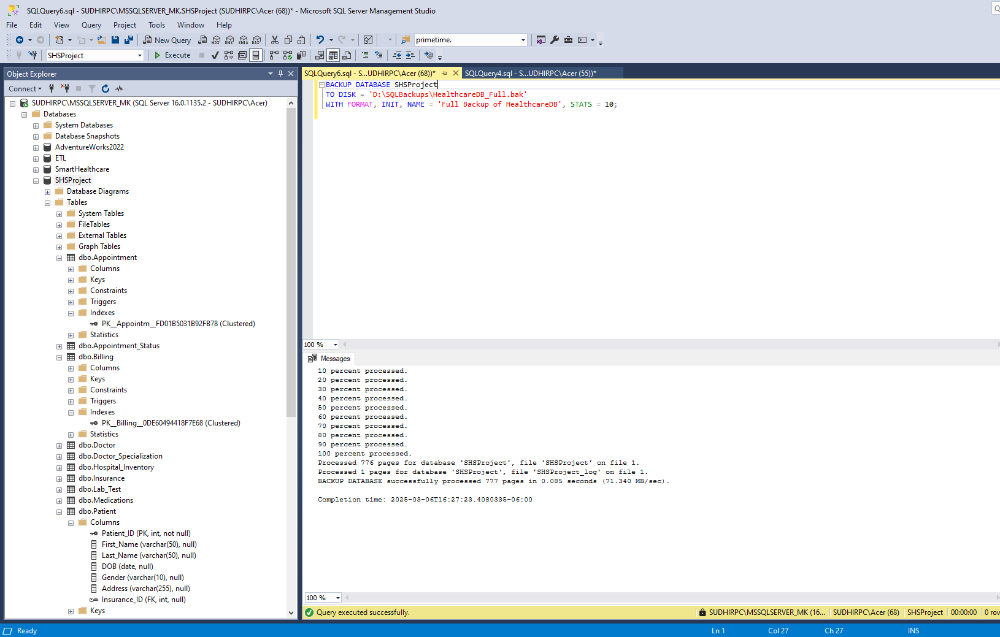 SQLQuery6.sql - SUDHIRPC\MSSQLSERVER_MK.SHSProject (SUDHIRPC\Acer (68))* - Microsoft SQL Server Management Studio
File Edit View Query Project Tools Window Help
New Query MDX DMX XMLA DAX primetime.
SHSProject Execute
Object Explorer
Connect
SUDHIRPC\MSSQLSERVER_MK (SQL Server 16.0.1135.2 - SUDHIRPC\Acer)
Databases
System Databases
Database Snapshots
AdventureWorks2022
ETL
SmartHealthcare
SHSProject
Database Diagrams
Tables
System Tables
FileTables
External Tables
Graph Tables
dbo.Appointment
Columns
Keys
Constraints
Triggers
Indexes
PK__Appointm__FD01B5031B92FB78 (Clustered)
Statistics
dbo.Appointment_Status
dbo.Billing
Columns
Keys
Constraints
Triggers
Indexes
PK__Billing__0DE60494418F7E68 (Clustered)
Statistics
dbo.Doctor
dbo.Doctor_Specialization
dbo.Hospital_Inventory
dbo.Insurance
dbo.Lab_Test
dbo.Medications
dbo.Patient
Columns
Patient_ID (PK, int, not null)
First_Name (varchar(50), null)
Last_Name (varchar(50), null)
DOB (date, null)
Gender (varchar(10), null)
Address (varchar(255), null)
Insurance_ID (FK, int, null)
Keys
SQLQuery6.sql - S...UDHIRPC\Acer (68))* SQLQuery4.sql - S...UDHIRPC\Acer (55))*
BACKUP DATABASE SHSProject
TO DISK = 'D:\SQLBackups\HealthcareDB_Full.bak'
WITH FORMAT, INIT, NAME = 'Full Backup of HealthcareDB', STATS = 10;
100 %
Messages
10 percent processed.
20 percent processed.
30 percent processed.
40 percent processed.
50 percent processed.
60 percent processed.
70 percent processed.
80 percent processed.
90 percent processed.
100 percent processed.
Processed 776 pages for database 'SHSProject', file 'SHSProject' on file 1.
Processed 1 pages for database 'SHSProject', file 'SHSProject_log' on file 1.
BACKUP DATABASE successfully processed 777 pages in 0.085 seconds (71.340 MB/sec).
Completion time: 2025-03-06T16:27:23.4080335-06:00
100 %
Query executed successfully. SUDHIRPC\MSSQLSERVER_MK (16... SUDHIRPC\Acer (68) SHSProject 00:00:00 0 rov
Ready Ln 1 Col 27 Ch 27 INS